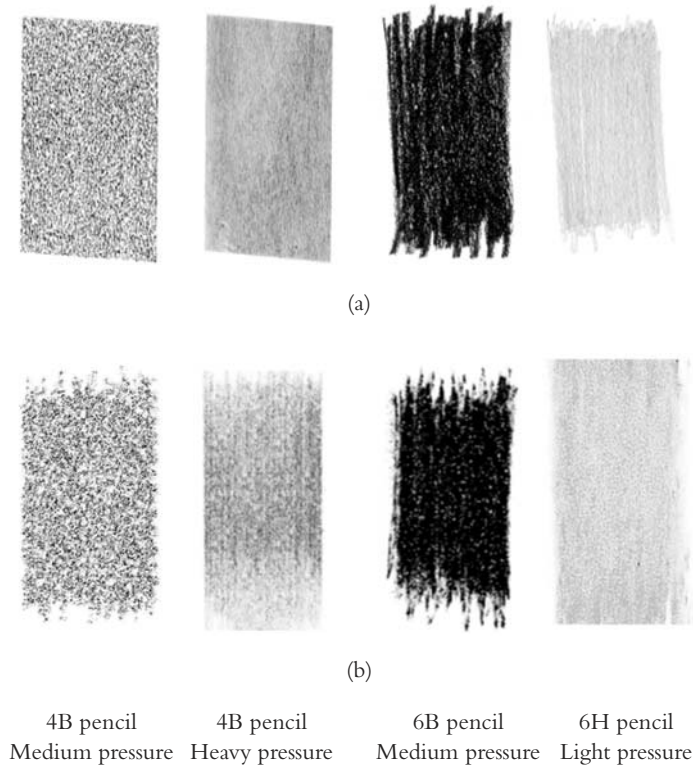 (a)
(b)
4B pencil 4B pencil 6B pencil 6H pencil
Medium pressure Heavy pressure Medium pressure Light pressure